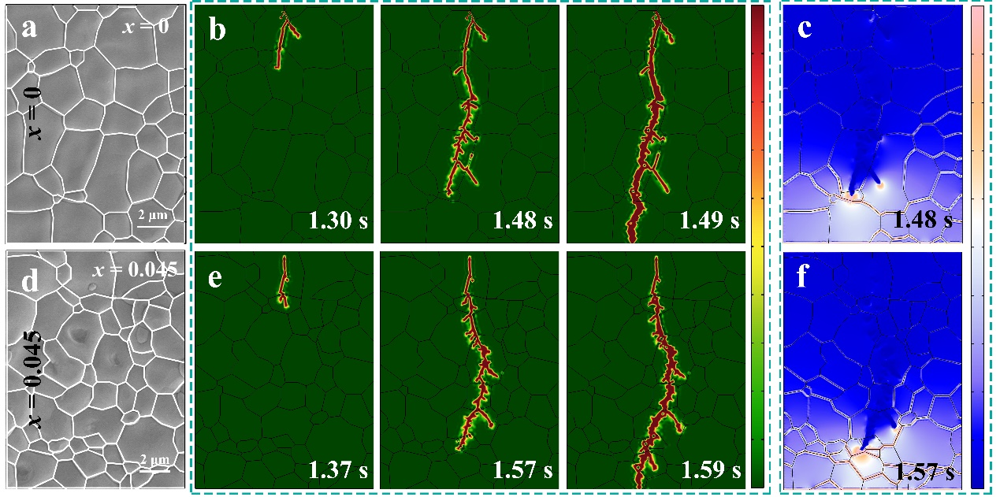 a
x = 0
x = 0
2 μm
b
1.30 s
1.48 s
1.49 s
c
1.48 s
d
x = 0.045
x = 0.045
2 μm
e
1.37 s
1.57 s
1.59 s
f
1.57 s